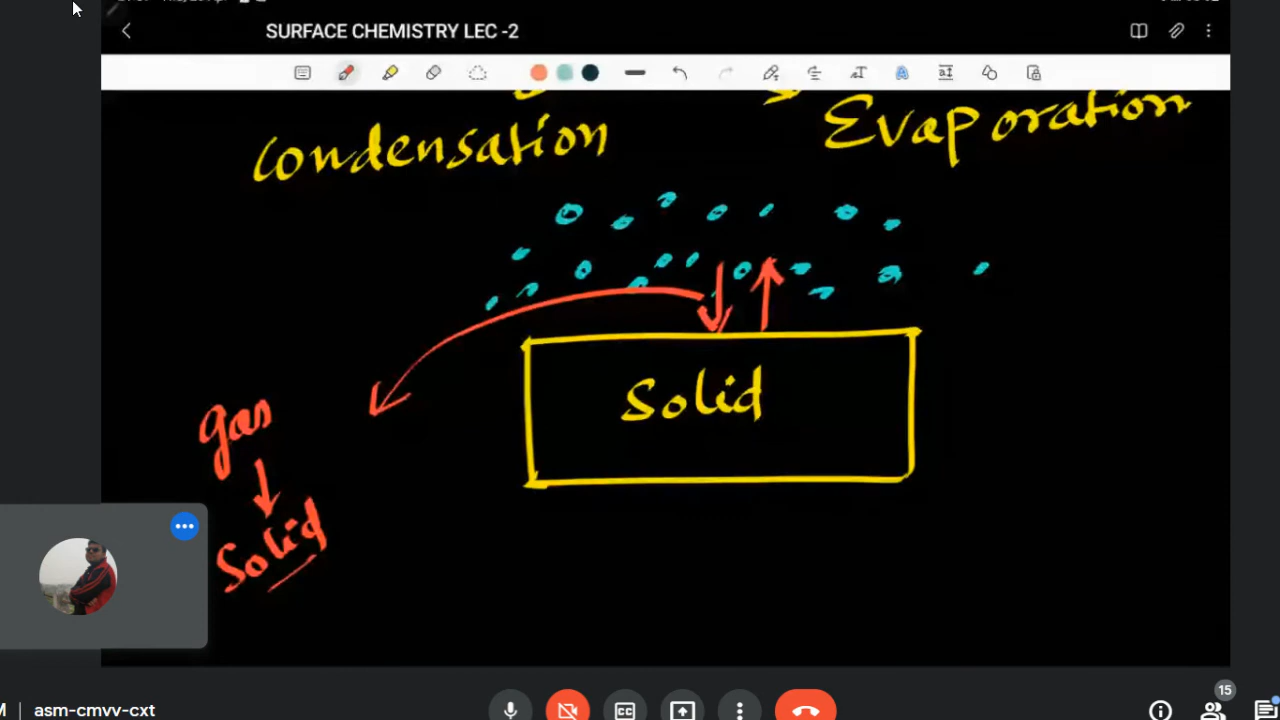 SURFACE CHEMISTRY LEC -2
Condensation
Evaporation
Solid
gas
Solid
15
asm-cmvv-cxt